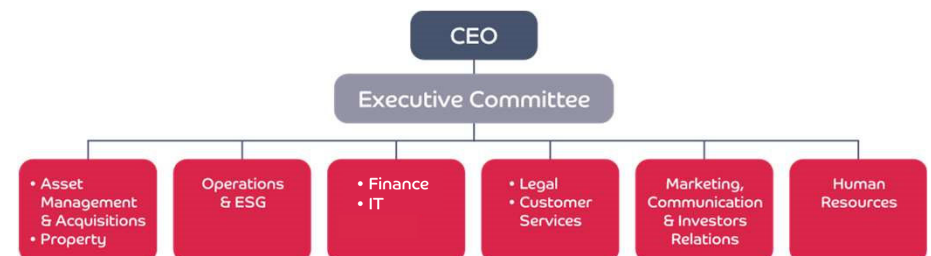 CEO
Executive Committee
• Asset
Management
& Acquisitions
• Property
Operations
& ESG
• Finance
• IT
• Legal
• Customer
Services
Marketing,
Communication
& Investors
Relations
Human
Resources